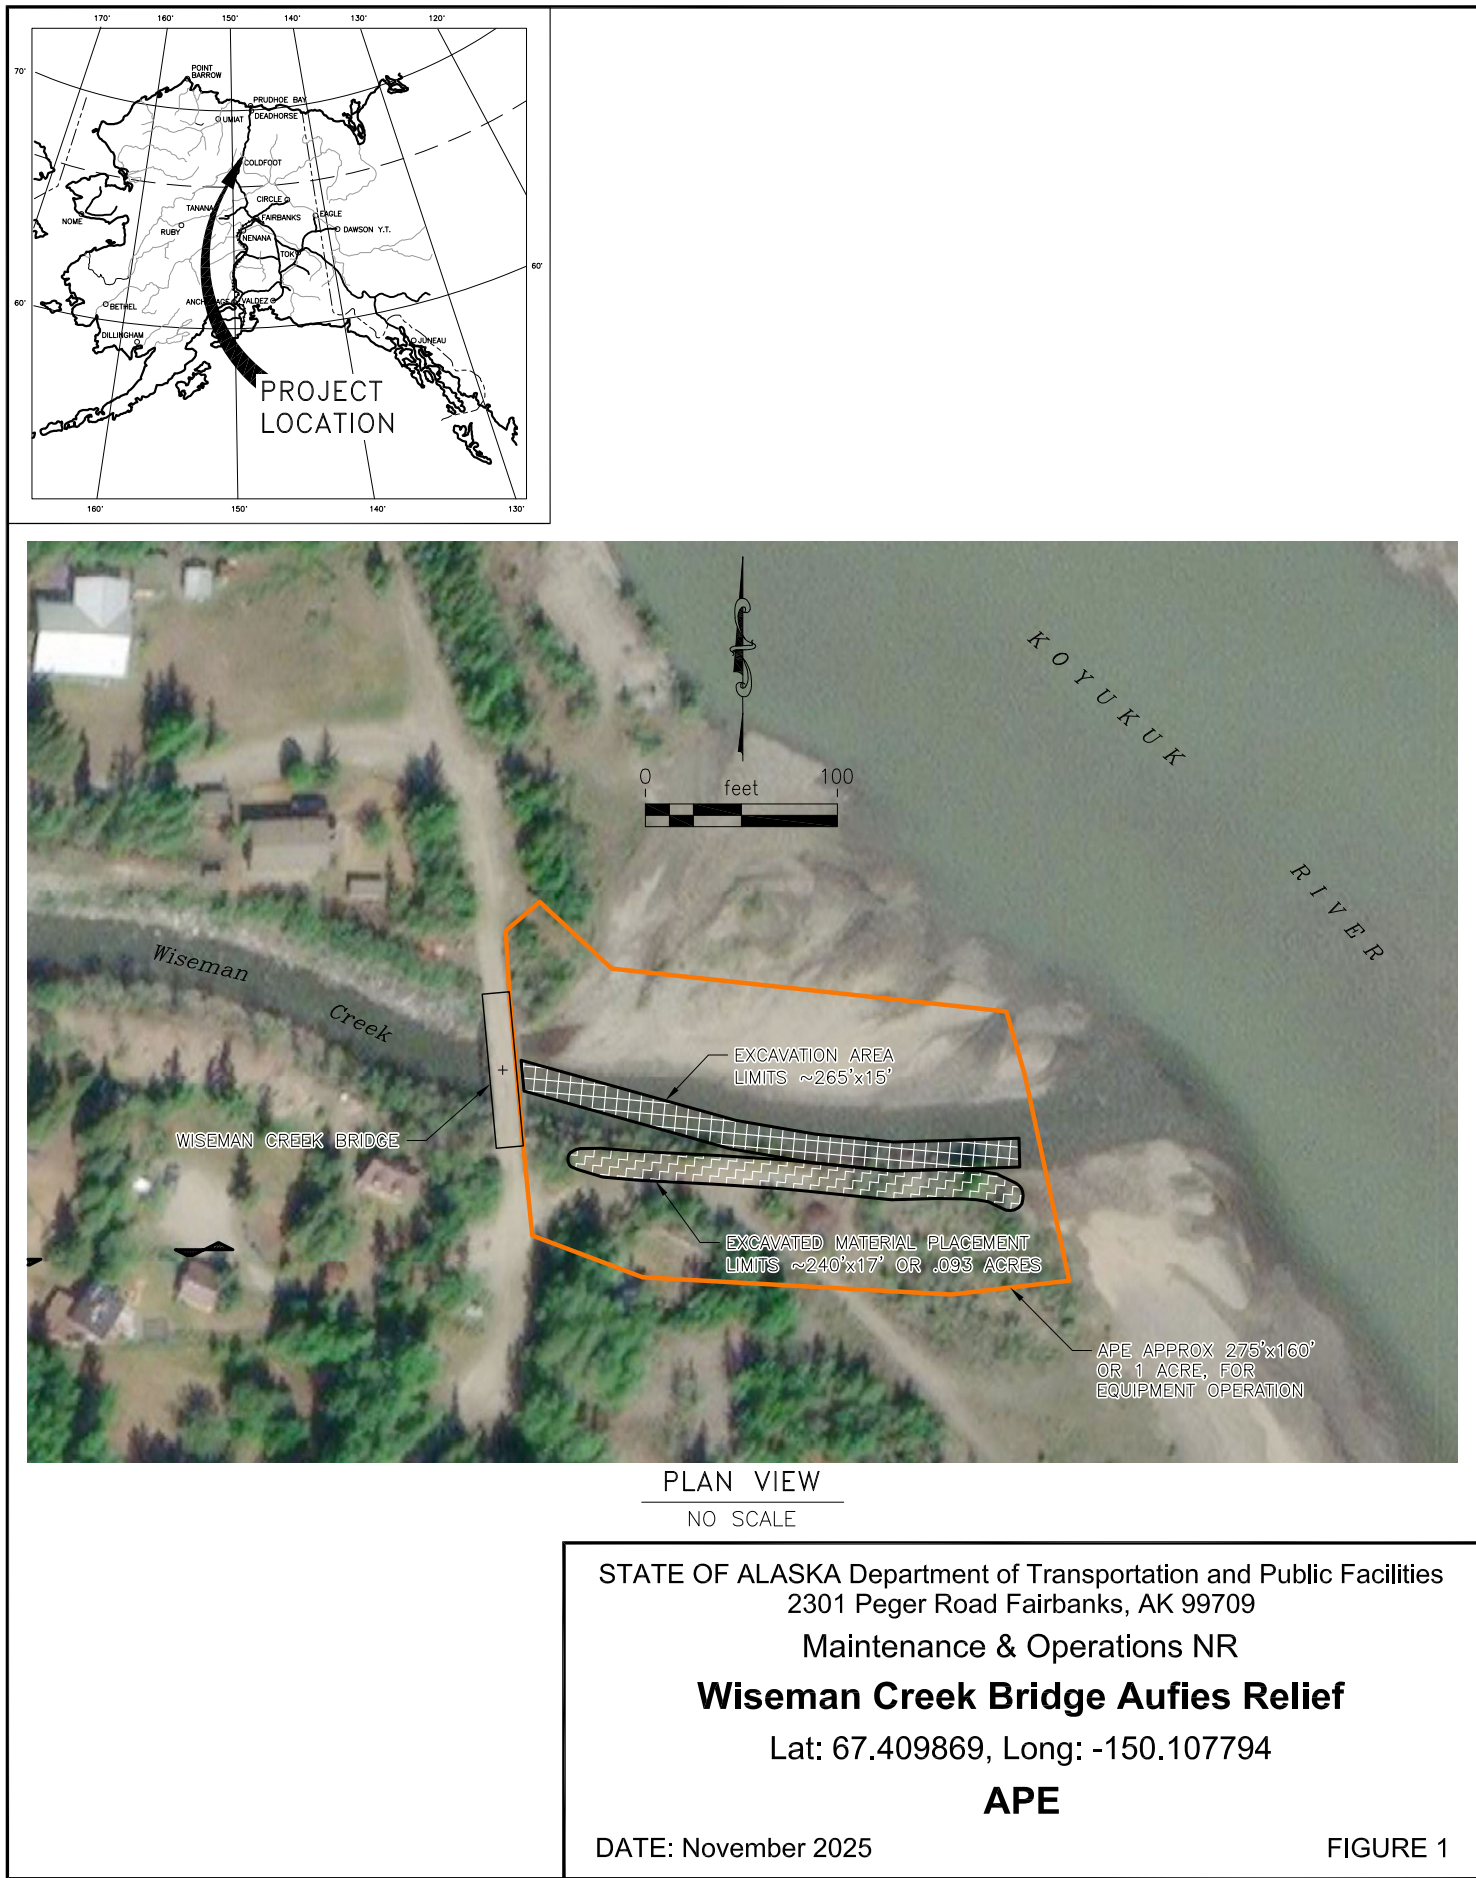 170'
160'
150'
140'
130'
120'
70'
POINT
BARROW
PRUDHOE BAY
DEADHORSE
UMIAT
COLDFOOT
CIRCLE
TANANA
EAGLE
FAIRBANKS
NOME
RUBY
DAWSON Y.T.
NENANA
TOK
60'
60'
BETHEL
ANCHORAGE
VALDEZ
DILLINGHAM
JUNEAU
PROJECT
LOCATION
160'
150'
140'
130'
KOYUKUK
RIVER
0
feet
100
Wiseman
Creek
EXCAVATION AREA
LIMITS ~265'x15'
WISEMAN CREEK BRIDGE
EXCAVATED MATERIAL PLACEMENT
LIMITS ~240'x17' OR .093 ACRES
APE APPROX 275'x160'
OR 1 ACRE, FOR
EQUIPMENT OPERATION
PLAN VIEW
NO SCALE
STATE OF ALASKA Department of Transportation and Public Facilities
2301 Peger Road Fairbanks, AK 99709
Maintenance & Operations NR
Wiseman Creek Bridge Aufies Relief
Lat: 67.409869, Long: -150.107794
APE
DATE: November 2025
FIGURE 1